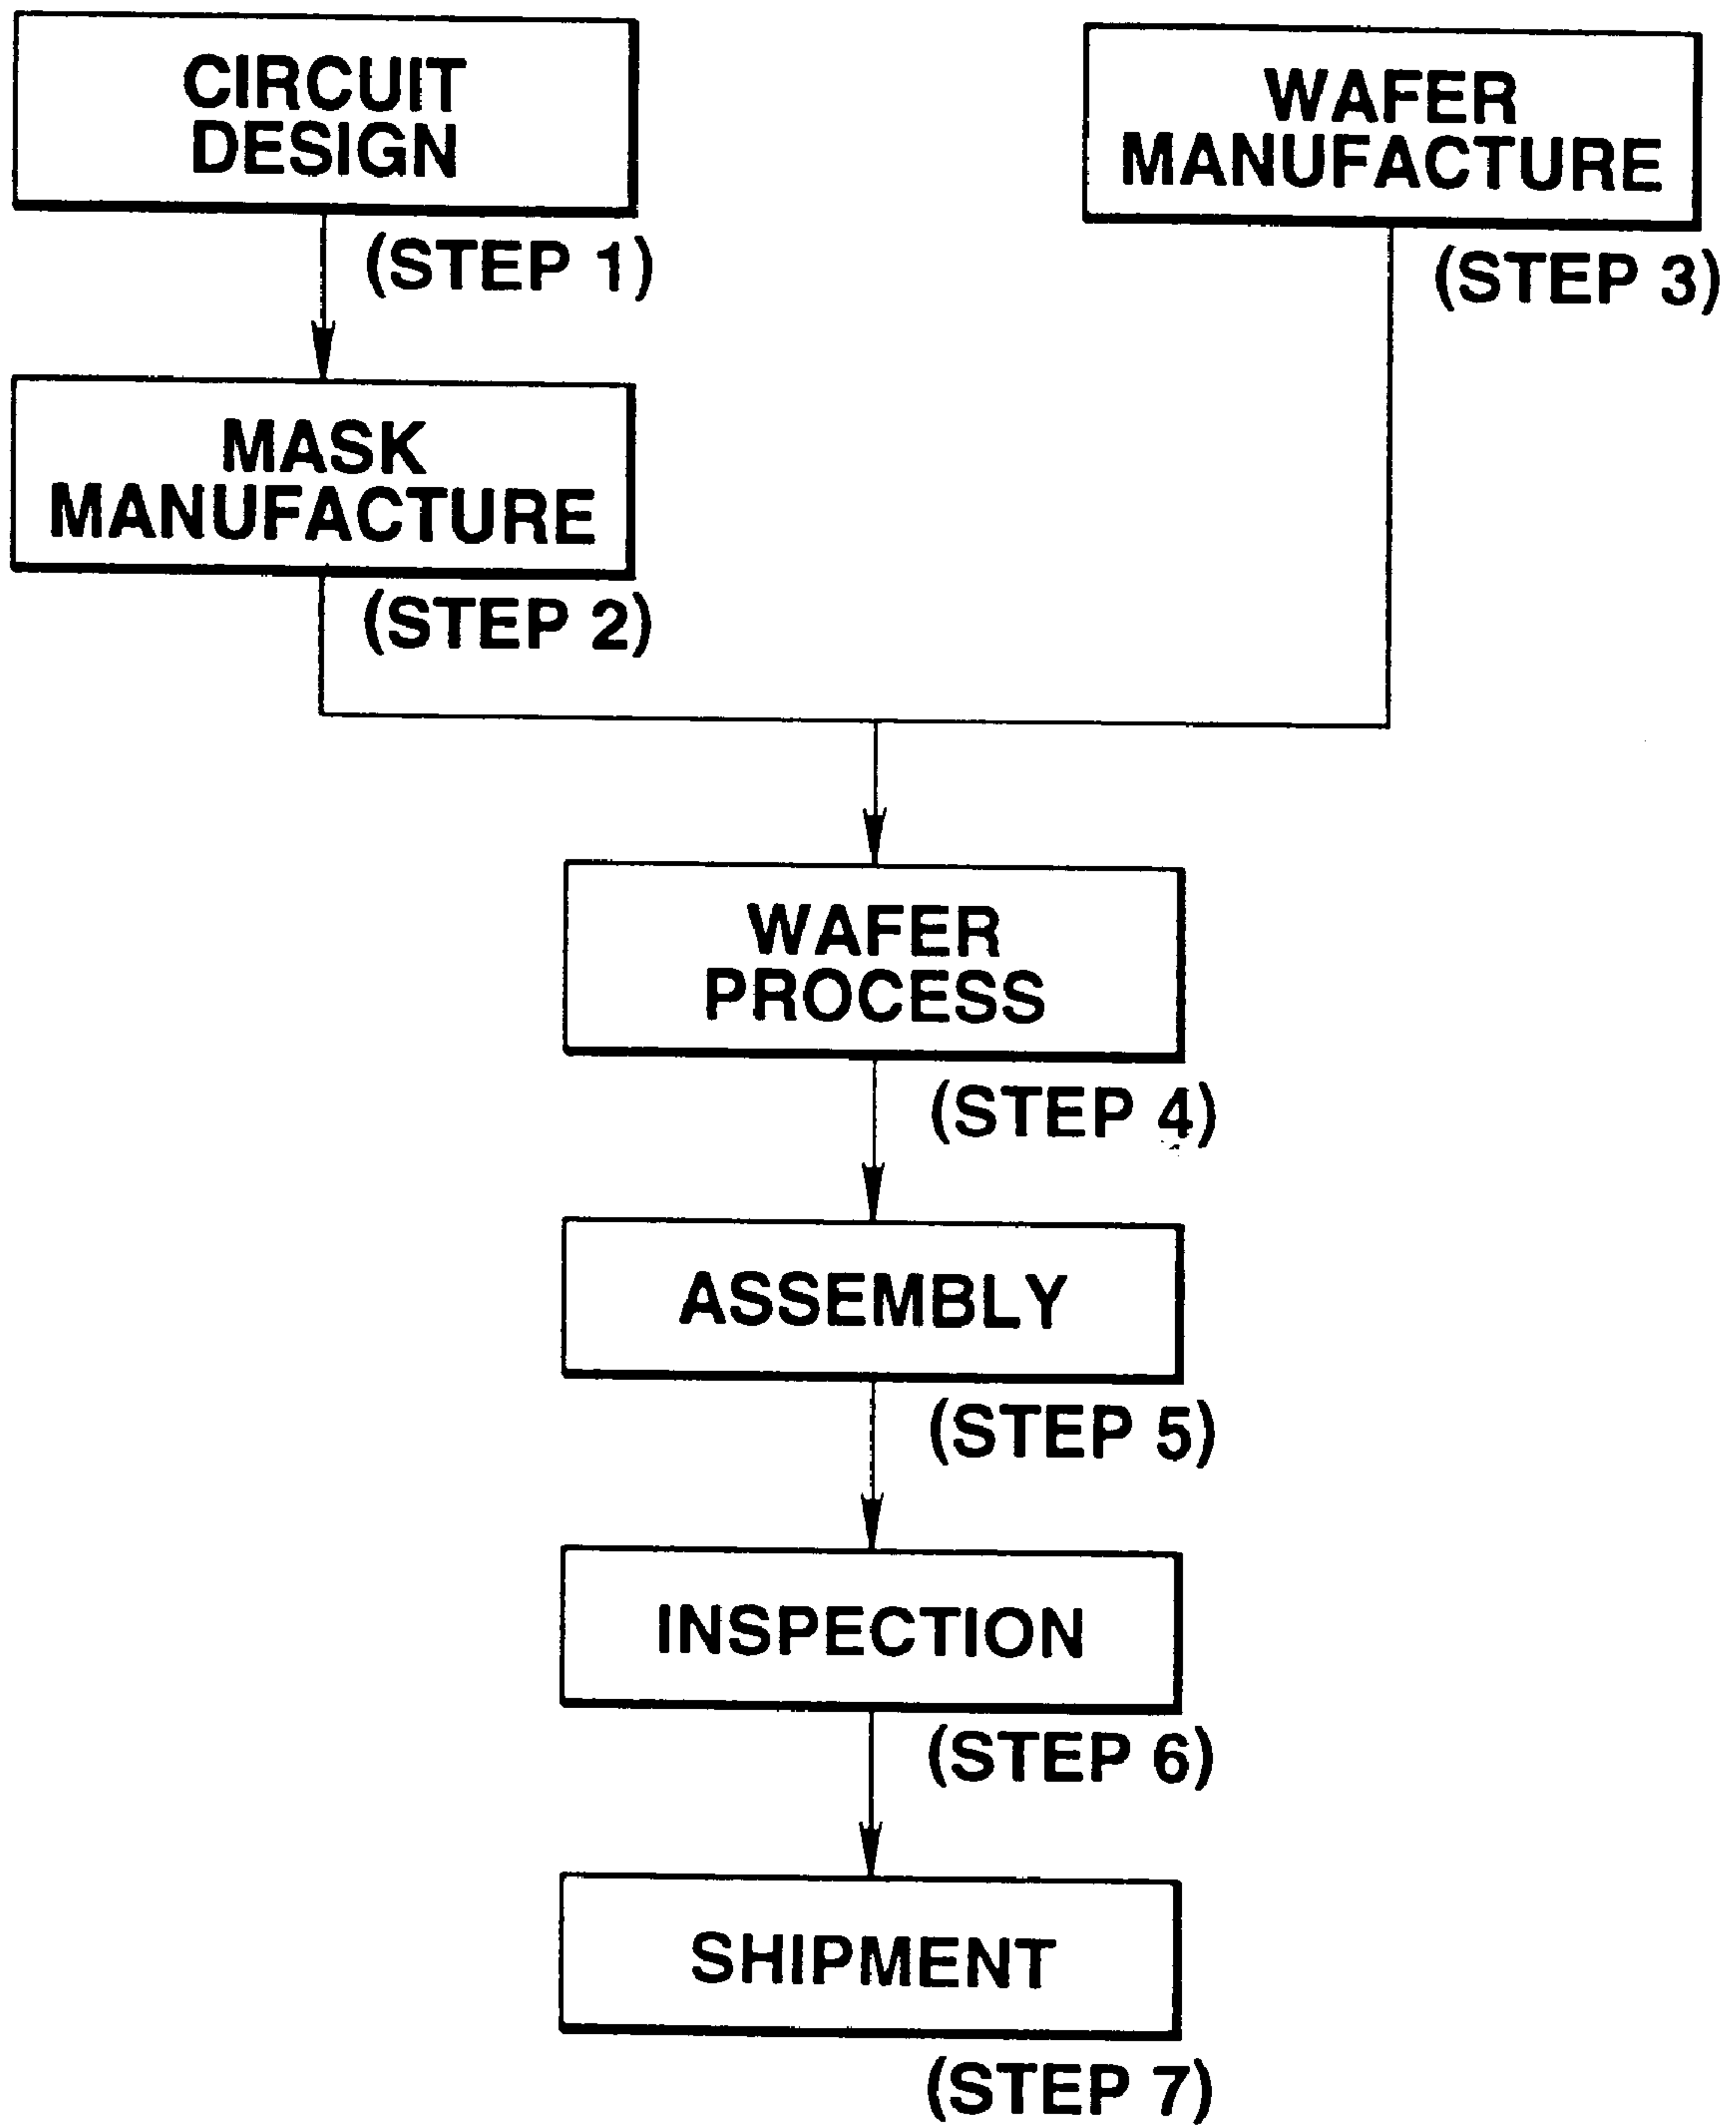 CIRCUIT
DESIGN
(STEP 1)
WAFER
MANUFACTURE
(STEP 3)
MASK
MANUFACTURE
(STEP 2)
WAFER
PROCESS
(STEP 4)
ASSEMBLY
(STEP 5)
INSPECTION
(STEP 6)
SHIPMENT
(STEP 7)